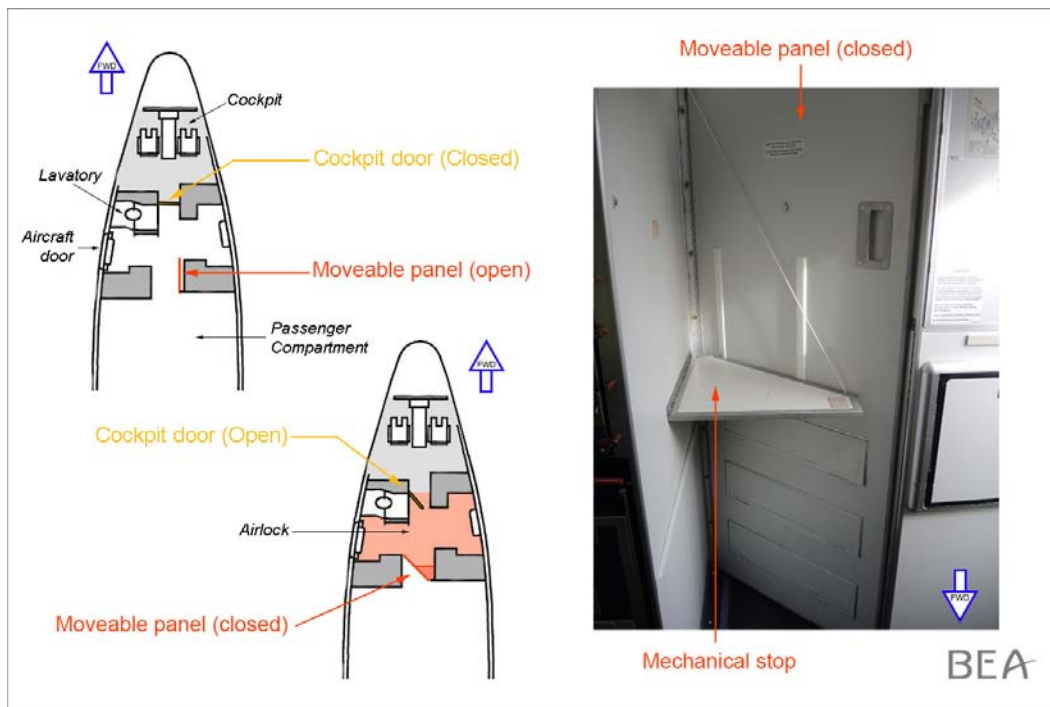 FWD
Cockpit
Cockpit door (Closed)
Lavatory
Aircraft
door
Moveable panel (open)
Passenger
Compartment
FWD
Cockpit door (Open)
Airlock
Moveable panel (closed)
Moveable panel (closed)
FWD
Mechanical stop
BEA